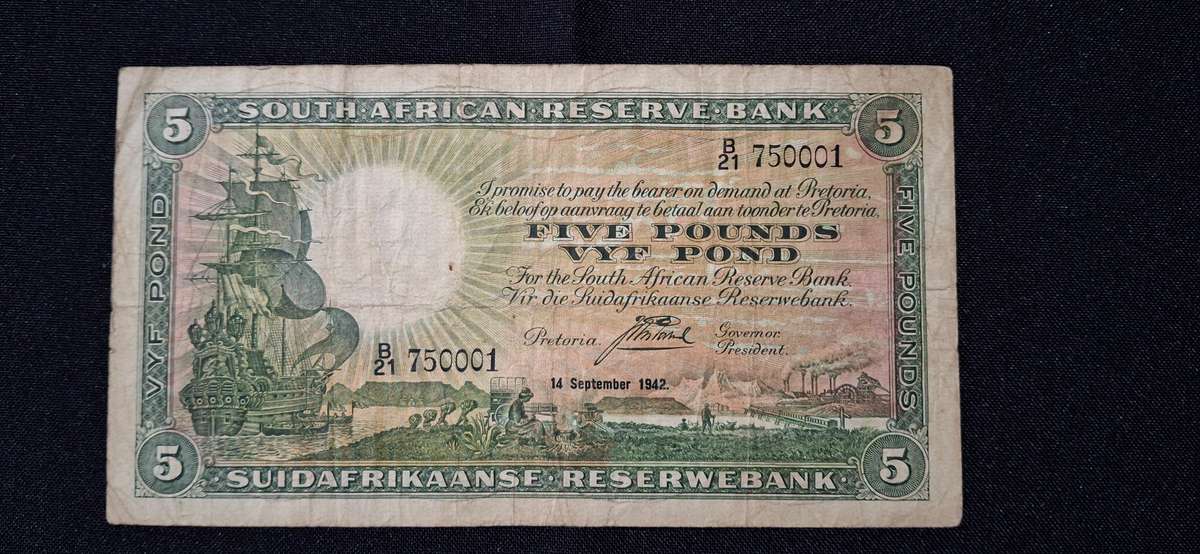 5 SOUTH·AFRICAN·RESERVE·BANK· 5
B/21 750001
I promise to pay the bearer on demand at Pretoria,
Ek beloof op aanvraag te betaal aan toonder te Pretoria,
FIVE POUNDS
VYF POND
For the South African Reserve Bank.
Vir die Suidafrikaanse Reserwebank.
Pretoria. Governor.
President.
B/21 750001
14 September 1942.
VYF POND
FIVE POUNDS
5 ·SUIDAFRIKAANSE·RESERWEBANK· 5